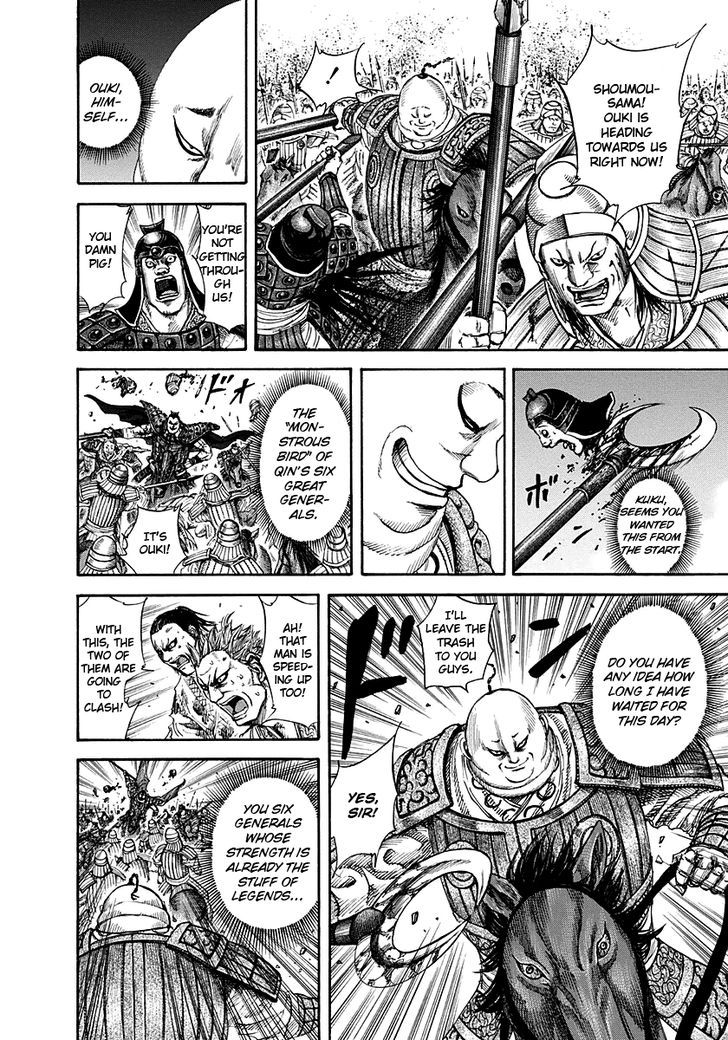 SHOUMOU-
SAMA!
OUKI IS
HEADING
TOWARDS US
RIGHT NOW!
!
OUKI,
HIM-
SELF...
YOU'RE
NOT
GETTING
THROU-
GH
US!
YOU
DAMN
PIG!
KUKU,
SEEMS YOU
WANTED
THIS FROM
THE START.
ボ
THE
"MON-
STROUS
BIRD" OF
QIN'S SIX
GREAT
GENER-
ALS.
ドォ
IT'S
OUKI!
DO YOU HAVE
ANY IDEA HOW
LONG I HAVE
WAITED FOR
THIS DAY?
I'LL
LEAVE
THE
TRASH
TO YOU
GUYS.
YES,
SIR!
ドッ
AH!
THAT
MAN IS
SPEED-
ING UP
TOO!
WITH
THIS, THE
TWO OF
THEM ARE
GOING
TO
CLASH!
YOU SIX
GENERALS
WHOSE
STRENGTH IS
ALREADY THE
STUFF OF
LEGENDS...